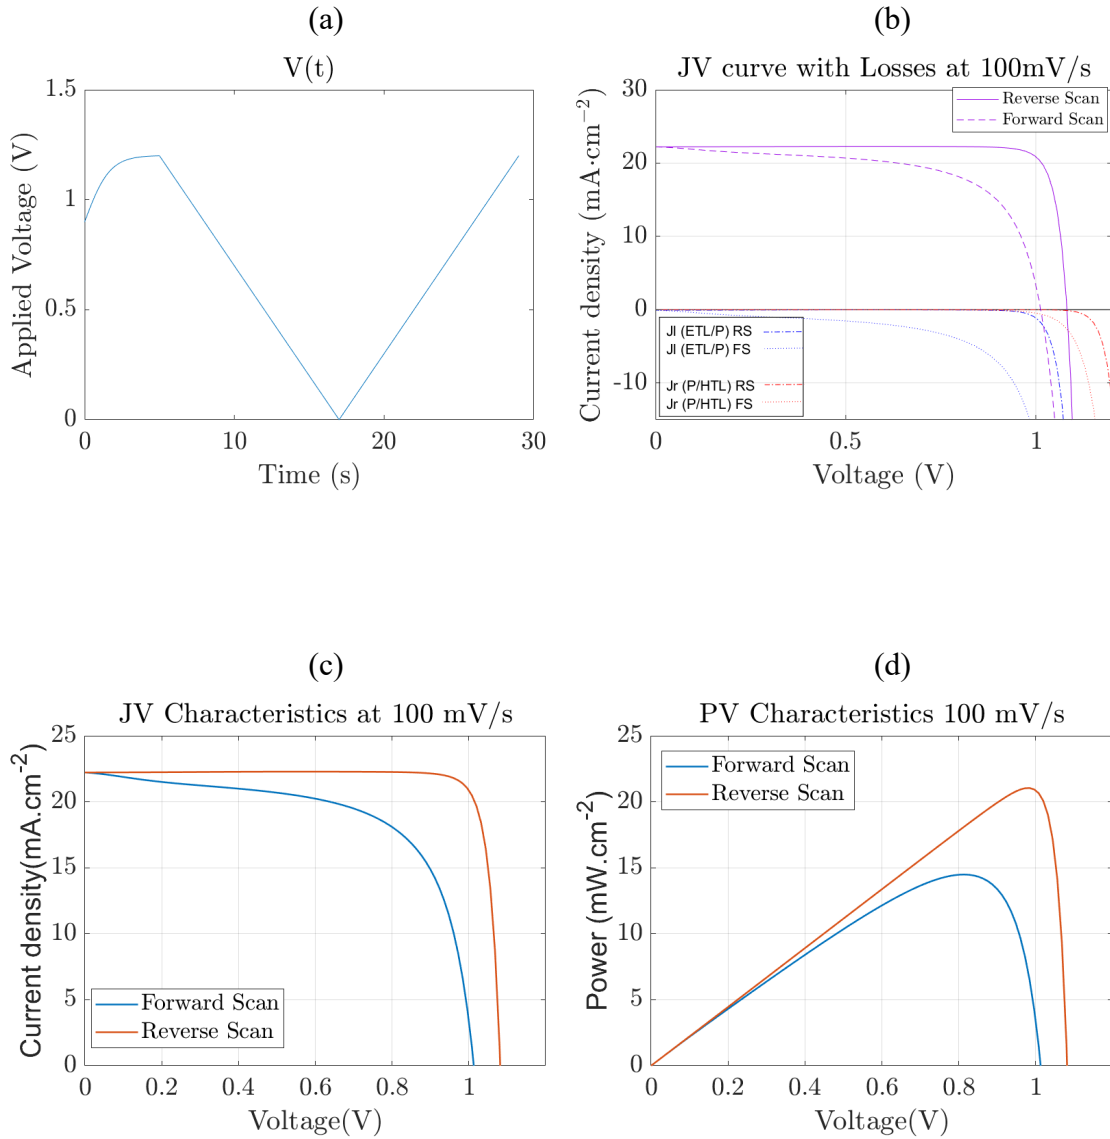 (a)
V(t)
Applied Voltage (V)
1.5
1
0.5
0
0 10 20 30
Time (s)
(b)
JV curve with Losses at 100mV/s
Current density (mA·cm-2)
30
20
10
0
-10
Reverse Scan
Forward Scan
Jl (ETL/P) RS
Jl (ETL/P) FS
Jr (P/HTL) RS
Jr (P/HTL) FS
0 0.5 1
Voltage (V)
(c)
JV Characteristics at 100 mV/s
Current density(mA.cm-2)
25
20
15
10
5
0
Forward Scan
Reverse Scan
0 0.2 0.4 0.6 0.8 1
Voltage(V)
(d)
PV Characteristics 100 mV/s
Power (mW.cm-2)
25
20
15
10
5
0
Forward Scan
Reverse Scan
0 0.2 0.4 0.6 0.8 1
Voltage(V)